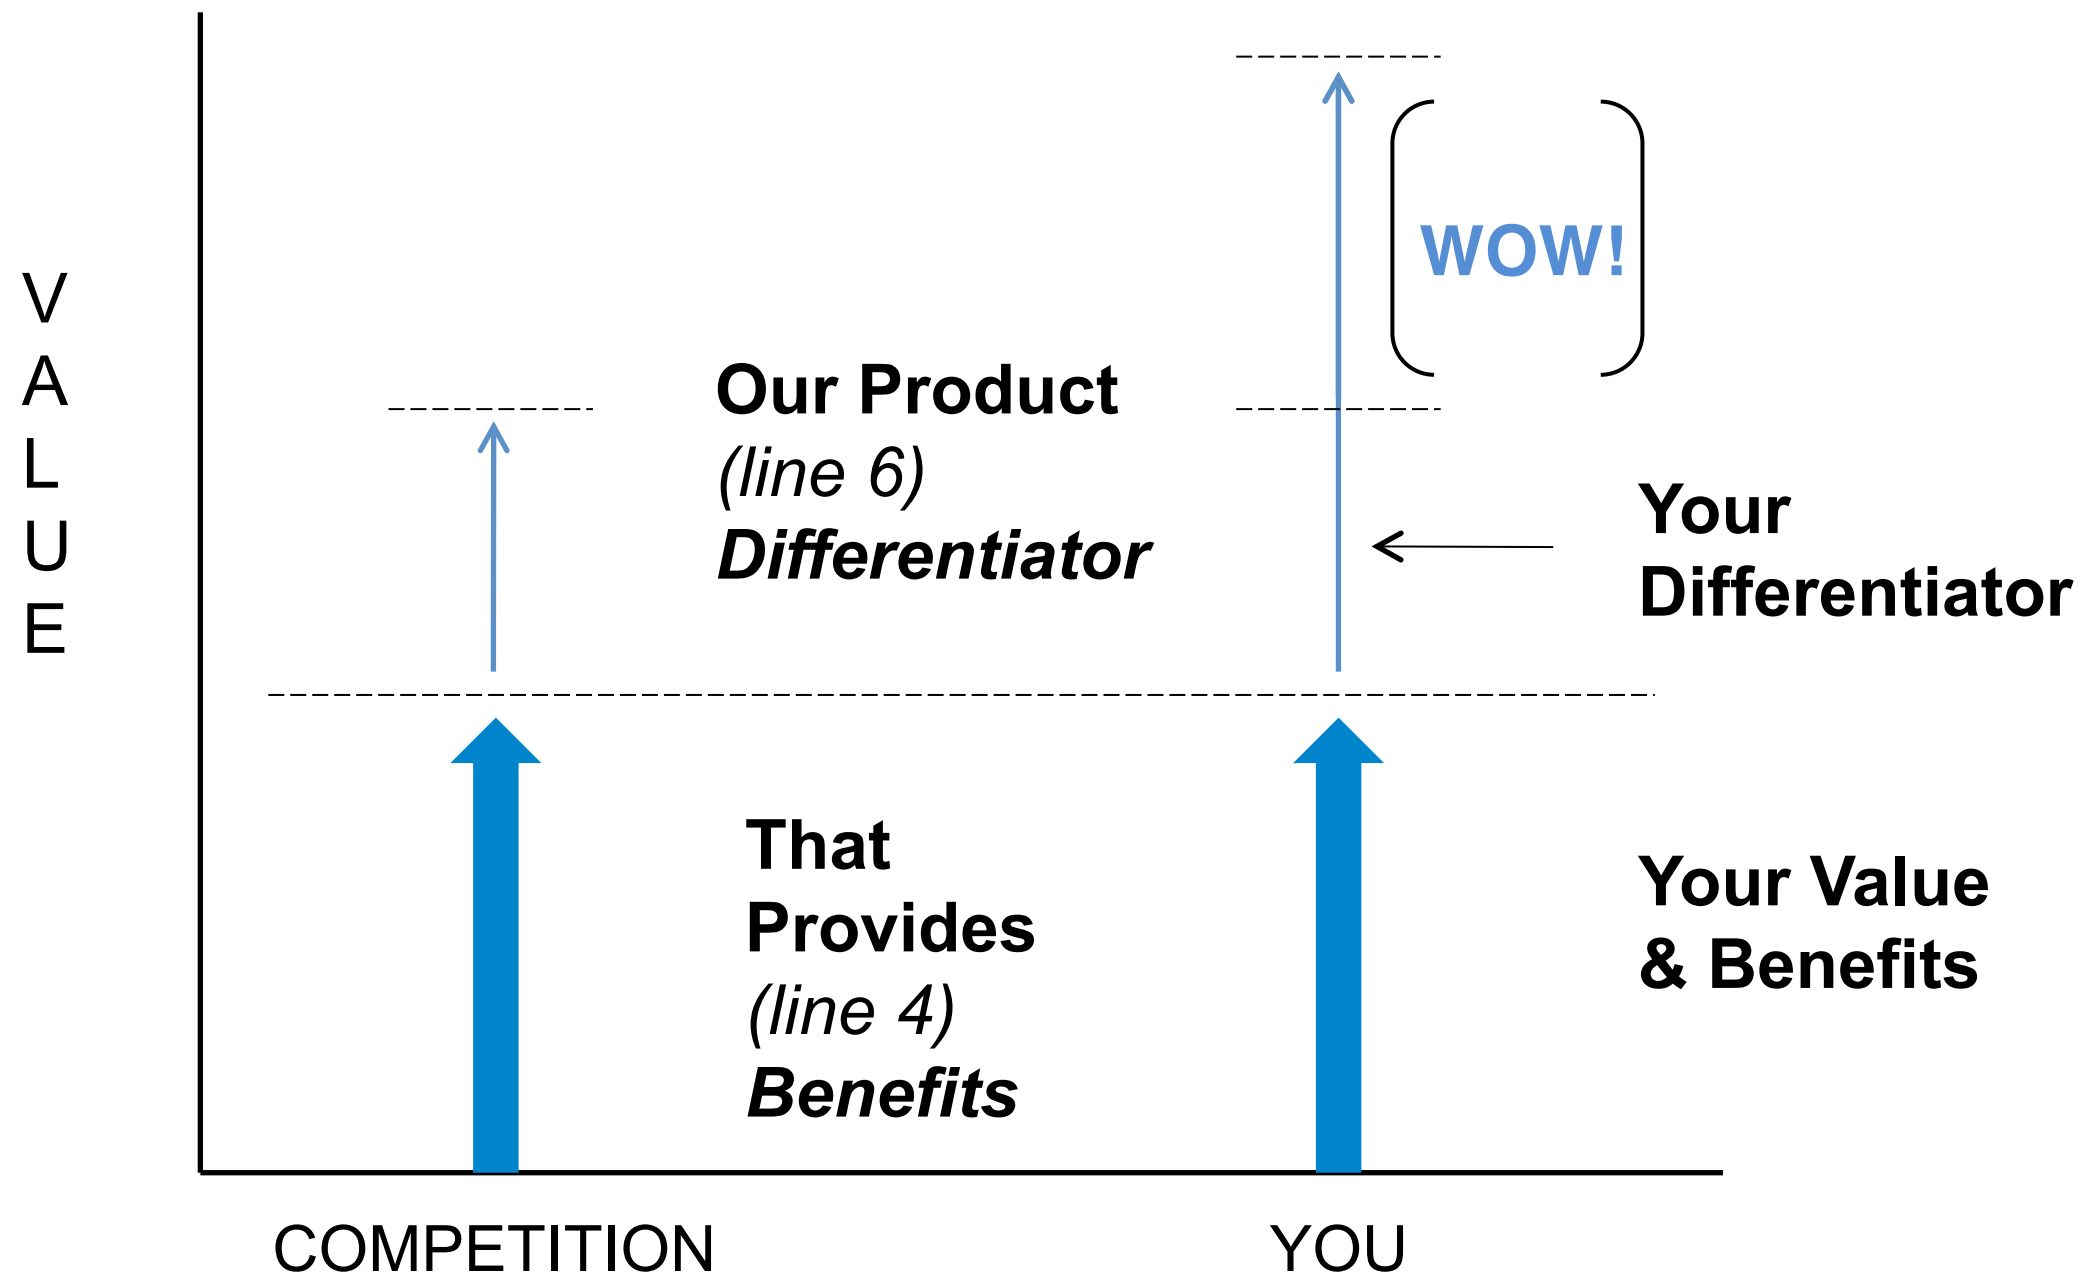 V
A
L
U
E
WOW!
Our Product
(line 6)
Differentiator
Your
Differentiator
That
Provides
(line 4)
Benefits
Your Value
& Benefits
COMPETITION
YOU